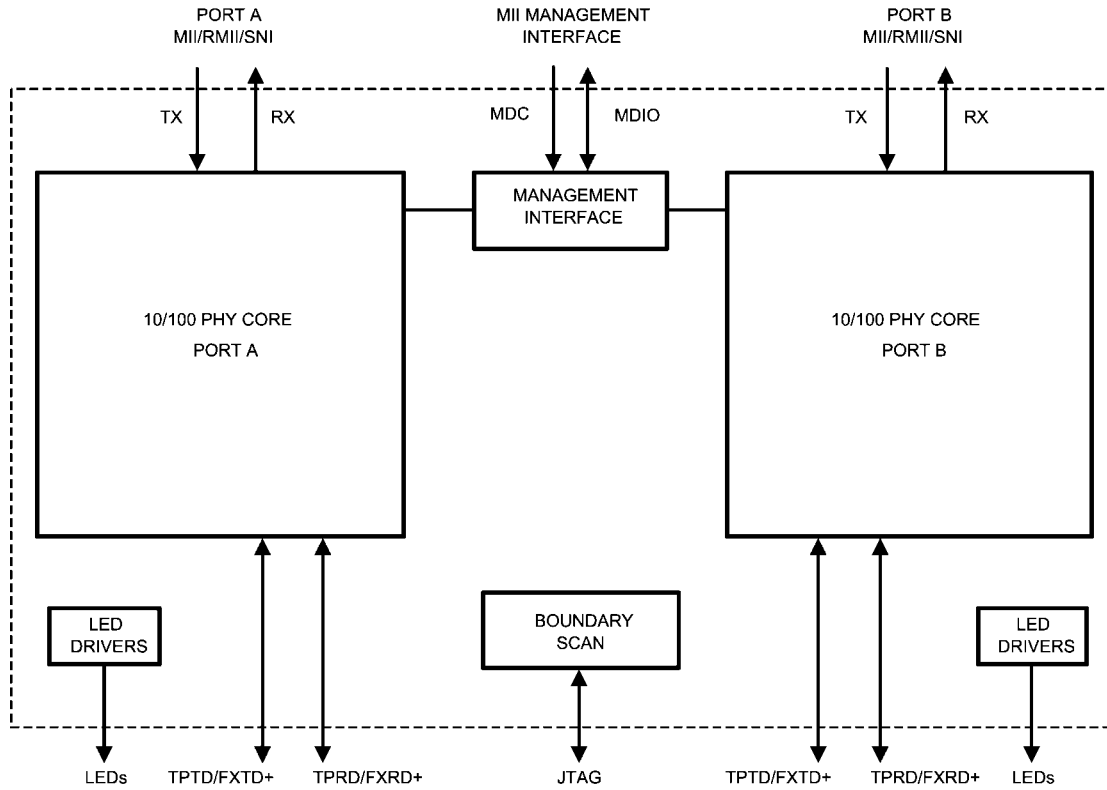 PORT A
MII/RMII/SNI
MII MANAGEMENT
INTERFACE
PORT B
MII/RMII/SNI
TX
RX
MDC
MDIO
TX
RX
MANAGEMENT
INTERFACE
10/100 PHY CORE
PORT A
10/100 PHY CORE
PORT B
LED
DRIVERS
BOUNDARY
SCAN
LED
DRIVERS
LEDs
TPTD/FXTD+
TPRD/FXRD+
JTAG
TPTD/FXTD+
TPRD/FXRD+
LEDs